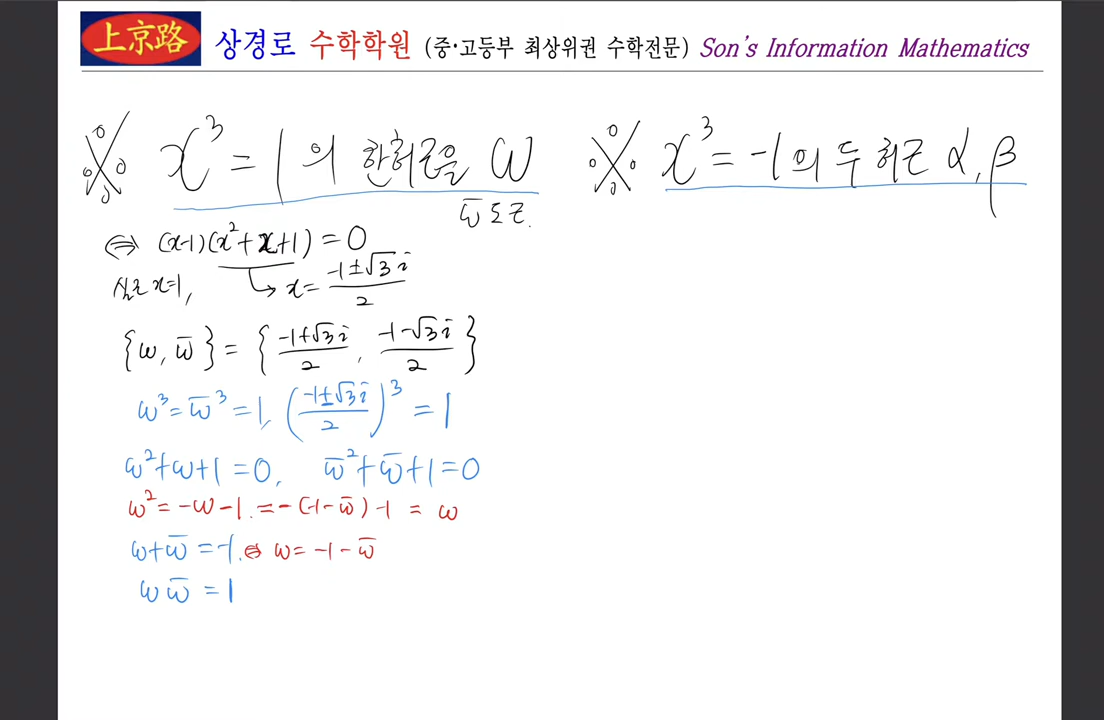 上京路 상경로 수학학원 (중·고등부 최상위권 수학전문) Son's Information Mathematics
※ x³ = 1의 한허근을 ω
ω̄도 근.
⇔ (x-1)(x²+x+1) = 0
실근 x=1, ↳ x = (-1±√3i)/2
{ω, ω̄} = {(-1+√3i)/2, (-1-√3i)/2}
ω³ = ω̄³ = 1, ((-1±√3i)/2)³ = 1
ω²+ω+1 = 0, ω̄²+ω̄+1 = 0
ω² = -ω-1. = -(-1-ω̄)-1 = ω
ω+ω̄ = -1. ⇔ ω = -1-ω̄
ωω̄ = 1
※ x³ = -1의 두 허근 α, β